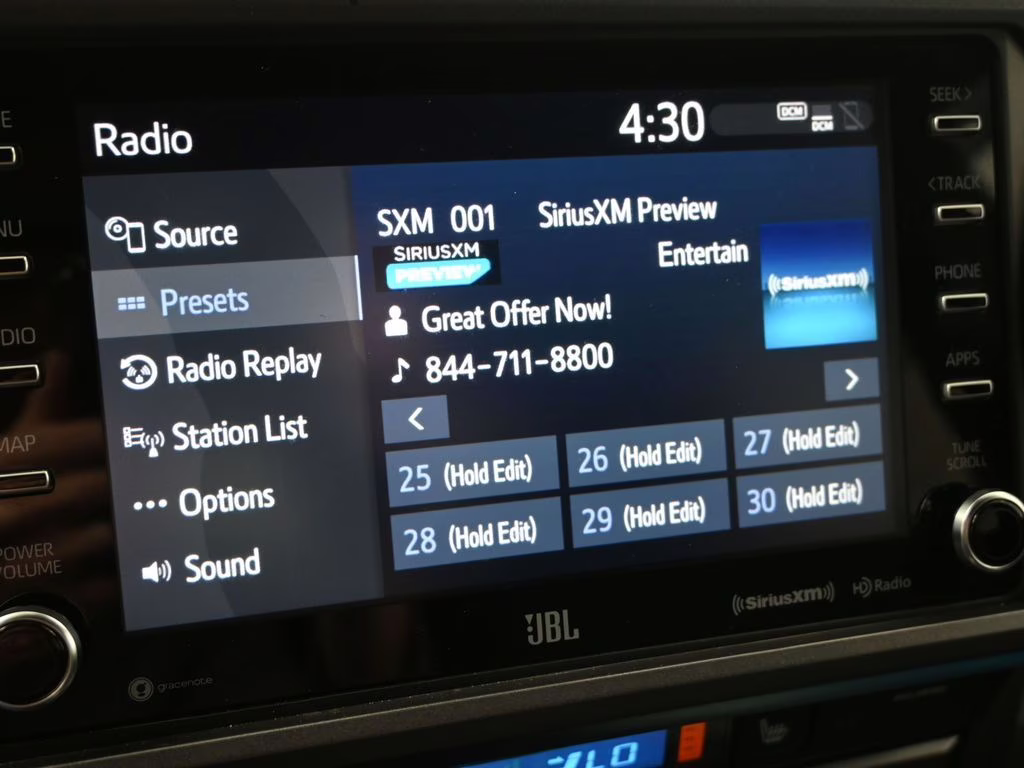 Radio
4:30
DCM
DCM
SEEK >
Source
SXM 001
SiriusXM Preview
< TRACK
SIRIUSXM
PREVIEW
Entertain
((SiriusXM))
Presets
Great Offer Now!
PHONE
DIO
Radio Replay
844-711-8800
APPS
<
>
MAP
Station List
25 (Hold Edit)
26 (Hold Edit)
27 (Hold Edit)
TUNE
SCROLL
Options
28 (Hold Edit)
29 (Hold Edit)
30 (Hold Edit)
POWER
VOLUME
Sound
JBL
((SiriusXM))
HD Radio
gracenote
LO